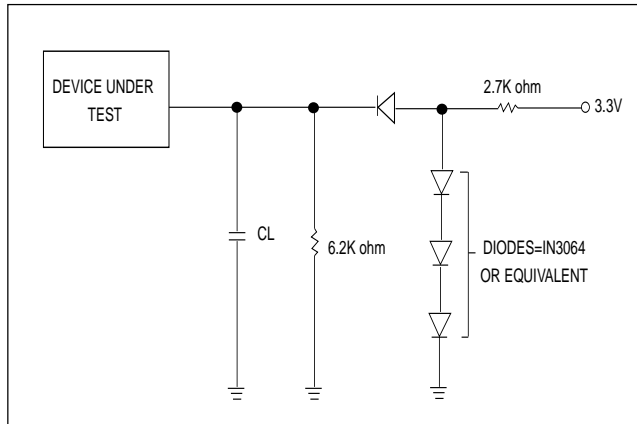 DEVICE UNDER
TEST
2.7K ohm
3.3V
CL
6.2K ohm
DIODES=IN3064
OR EQUIVALENT